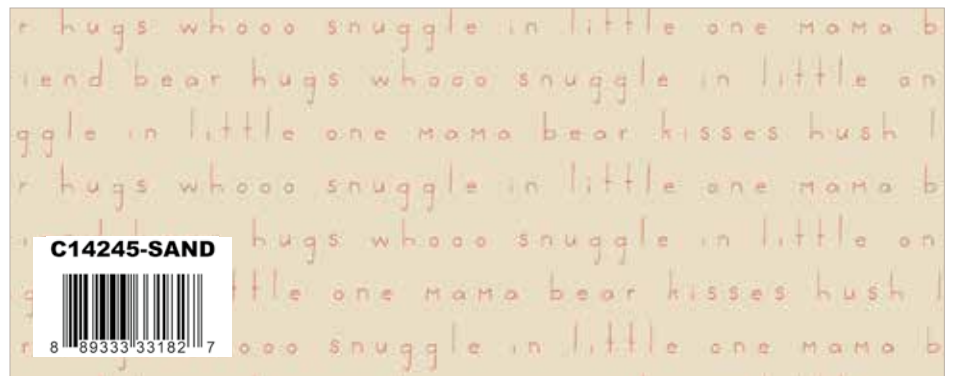 r hugs whooo snuggle in little one MaMa b
iend bear hugs whooo snuggle in little on
ggle in little one MaMa bear kisses hush l
r hugs whooo snuggle in little one MaMa b
hugs whooo snuggle in little on
C14245-SAND
ttle one MaMa bear kisses hush l
r ooo snuggle in little one MaMa b
8 89333 33182 7